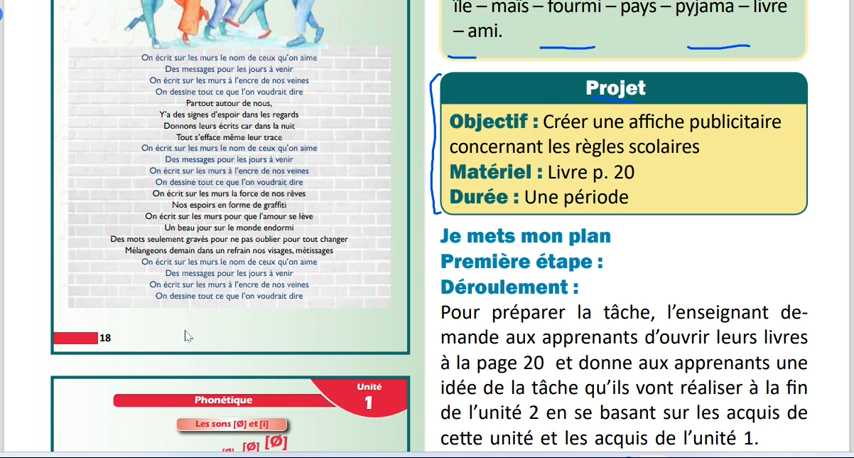 On écrit sur les murs le nom de ceux qu'on aime
Des messages pour les jours à venir
On écrit sur les murs à l'encre de nos veines
On dessine tout ce que l'on voudrait dire
Partout autour de nous,
Y'a des signes d'espoir dans les regards
Donnons leurs écrits car dans la nuit
Tout s'efface même leur trace
On écrit sur les murs le nom de ceux qu'on aime
Des messages pour les jours à venir
On écrit sur les murs à l'encre de nos veines
On dessine tout ce que l'on voudrait dire
On écrit sur les murs la force de nos rêves
Nos espoirs en forme de graffiti
On écrit sur les murs pour que l'amour se lève
Un beau jour sur le monde endormi
Des mots seulement gravés pour ne pas oublier pour tout changer
Mélangeons demain dans un refrain nos visages, métissages
On écrit sur les murs le nom de ceux qu'on aime
Des messages pour les jours à venir
On écrit sur les murs à l'encre de nos veines
On dessine tout ce que l'on voudrait dire
18
Phonétique
Unité
1
Les sons [Ø] et [i]
[Ø] [Ø] [Ø]
île – maïs – fourmi – pays – pyjama – livre
– ami.
Projet
Objectif : Créer une affiche publicitaire
concernant les règles scolaires
Matériel : Livre p. 20
Durée : Une période
Je mets mon plan
Première étape :
Déroulement :
Pour préparer la tâche, l'enseignant de-
mande aux apprenants d'ouvrir leurs livres
à la page 20 et donne aux apprenants une
idée de la tâche qu'ils vont réaliser à la fin
de l'unité 2 en se basant sur les acquis de
cette unité et les acquis de l'unité 1.